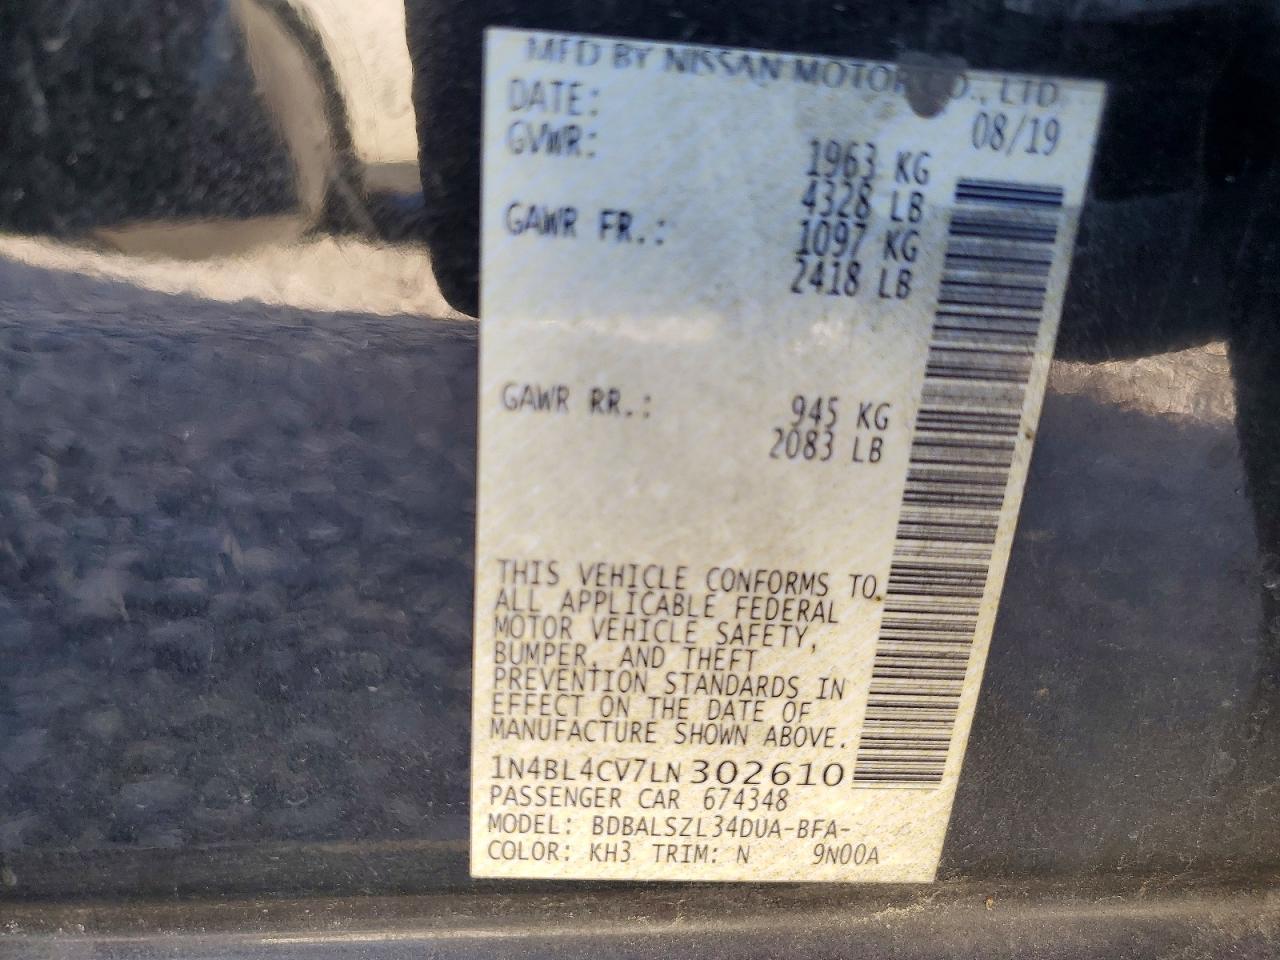 MFD BY NISSAN MOTOR CO., LTD
DATE: 08/19
GVWR: 1963 KG
4328 LB
GAWR FR.: 1097 KG
2418 LB
GAWR RR.: 945 KG
2083 LB
THIS VEHICLE CONFORMS TO
ALL APPLICABLE FEDERAL
MOTOR VEHICLE SAFETY,
BUMPER, AND THEFT
PREVENTION STANDARDS IN
EFFECT ON THE DATE OF
MANUFACTURE SHOWN ABOVE.
1N4BL4CV7LN302610
PASSENGER CAR 674348
MODEL: BDBALSZL34DUA-BFA-
COLOR: KH3 TRIM: N 9N00A